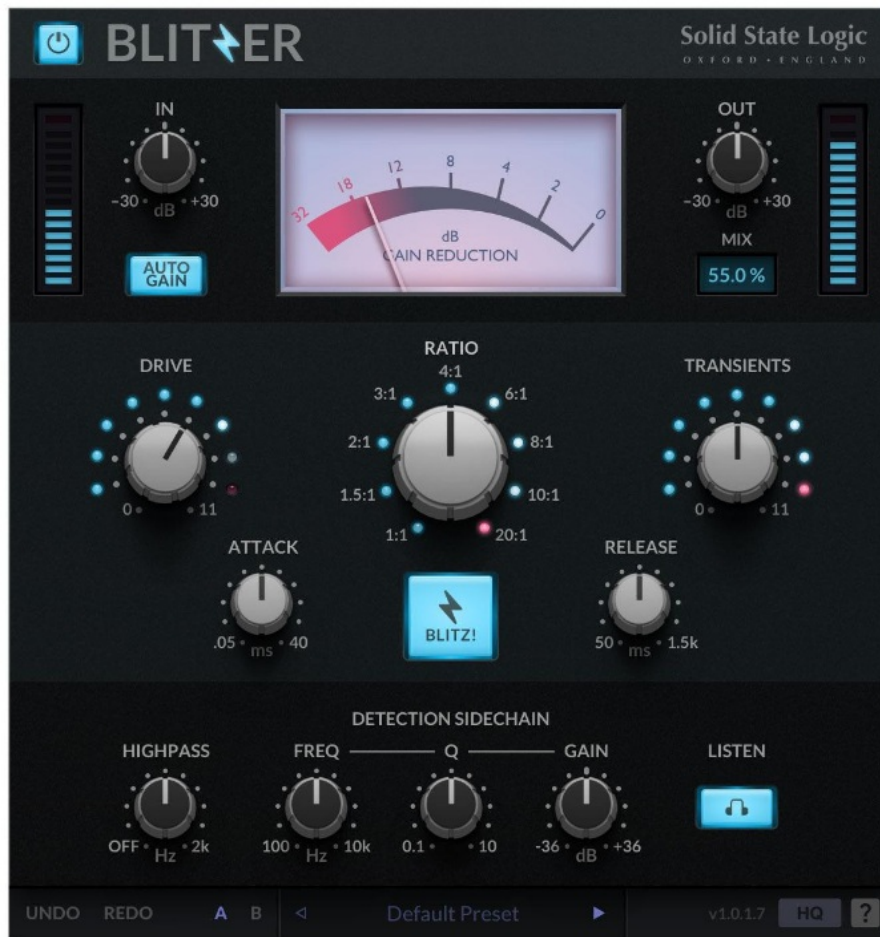 BLITZER
Solid State Logic
OXFORD • ENGLAND
IN
-30 +30
dB
AUTO
GAIN
32 18 12 8 4 2 0
dB
GAIN REDUCTION
OUT
-30 +30
dB
MIX
55.0 %
DRIVE
0 11
RATIO
1:1 1.5:1 2:1 3:1 4:1 6:1 8:1 10:1 20:1
TRANSIENTS
0 11
ATTACK
.05 ms 40
BLITZ!
RELEASE
50 ms 1.5k
DETECTION SIDECHAIN
HIGHPASS
OFF Hz 2k
FREQ
100 Hz 10k
Q
0.1 10
GAIN
-36 dB +36
LISTEN
UNDO REDO A B Default Preset v1.0.1.7 HQ ?